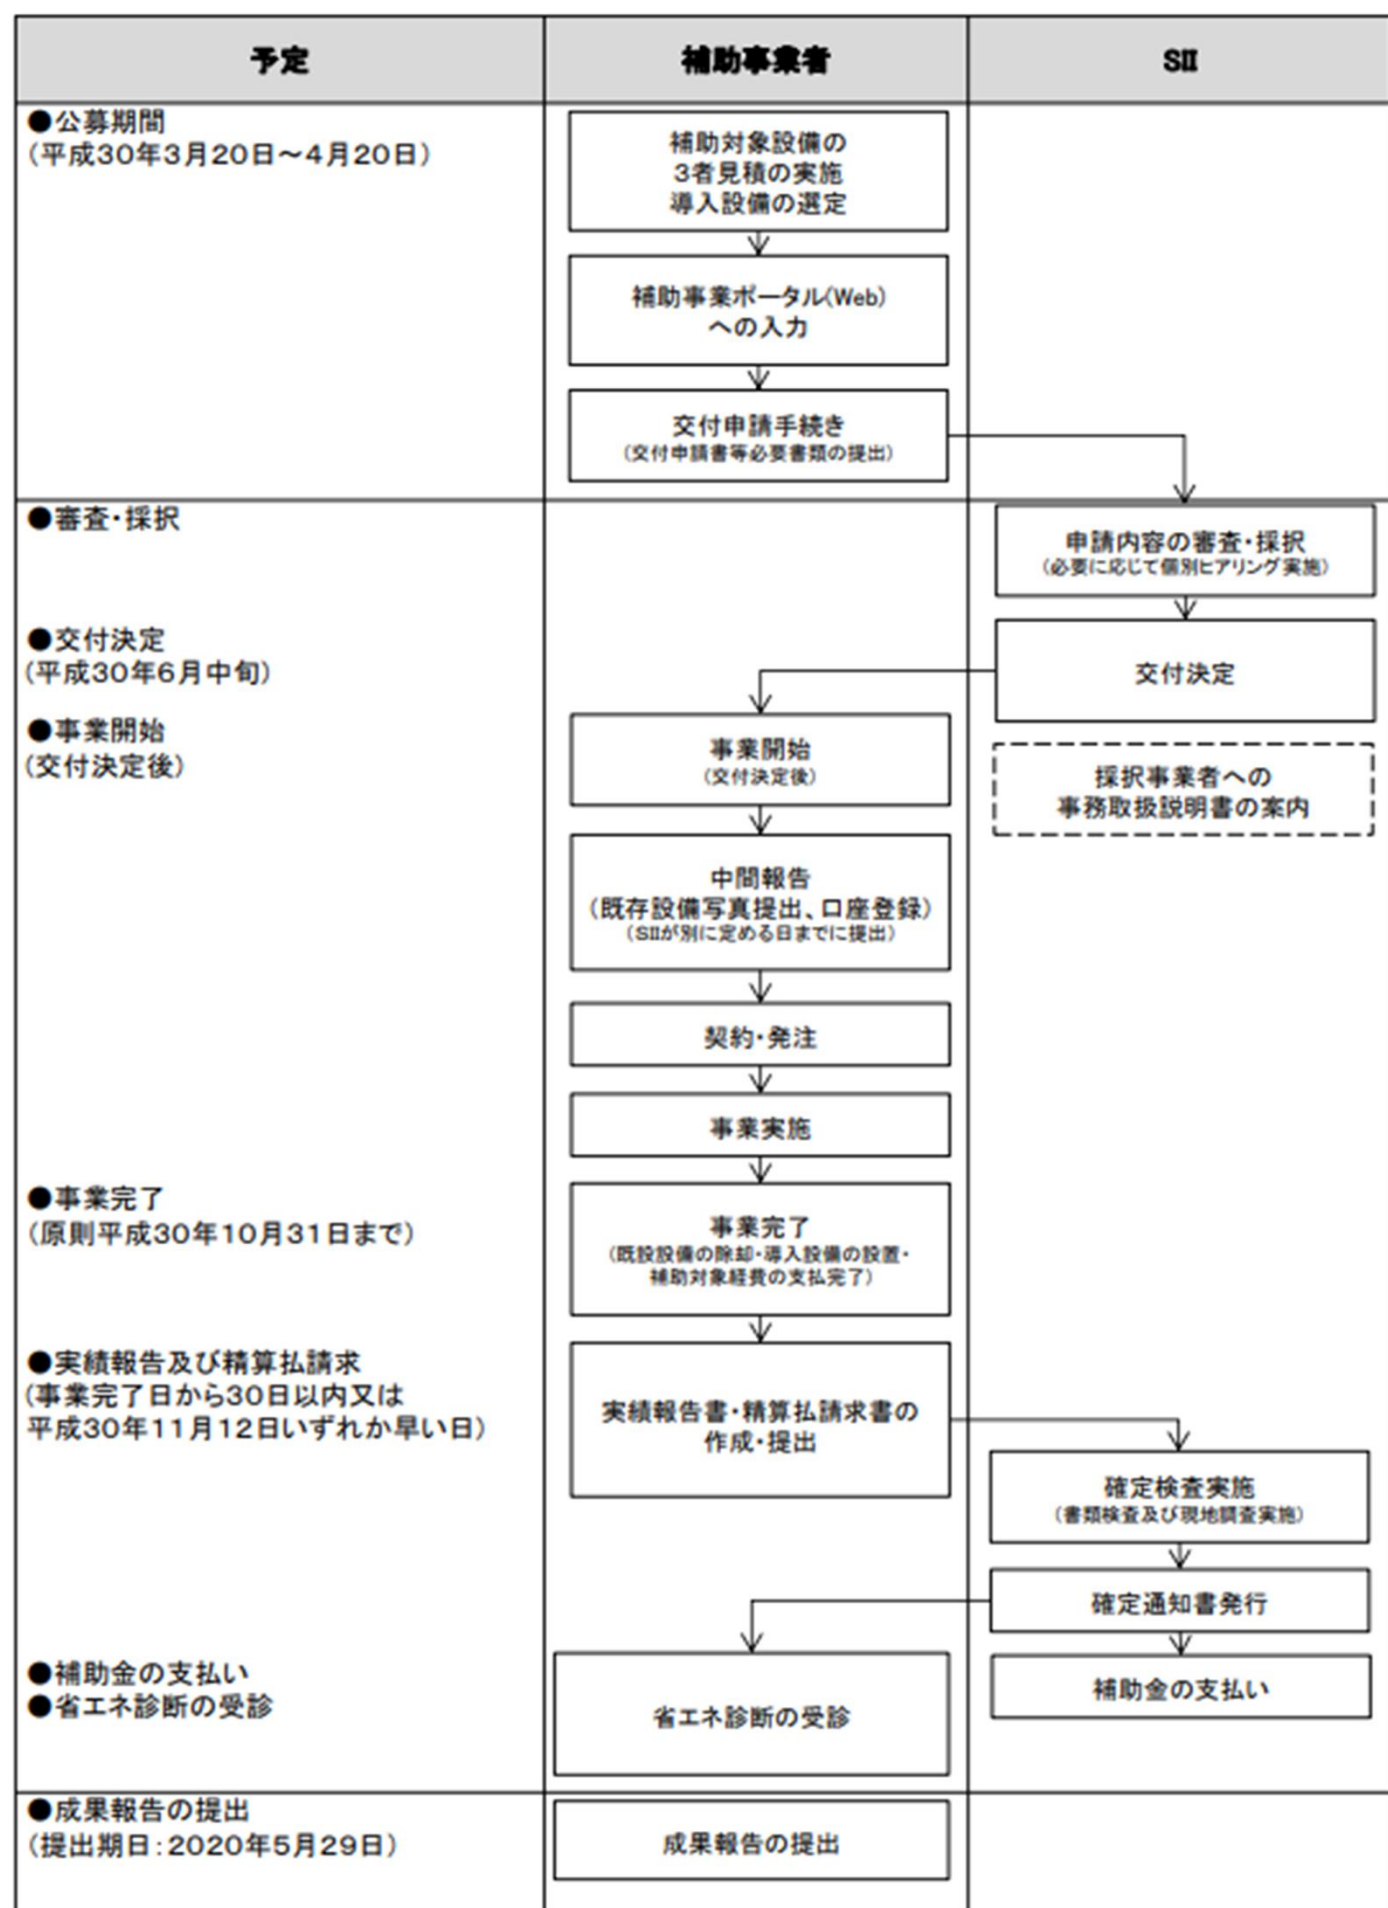 予定
補助事業者
SII
●公募期間
(平成30年3月20日～4月20日)
補助対象設備の
3者見積の実施
導入設備の選定
補助事業ポータル(Web)
への入力
交付申請手続き
(交付申請書等必要書類の提出)
●審査・採択
申請内容の審査・採択
(必要に応じて個別ヒアリング実施)
●交付決定
(平成30年6月中旬)
交付決定
●事業開始
(交付決定後)
事業開始
(交付決定後)
採択事業者への
事務取扱説明書の案内
中間報告
(既存設備写真提出、口座登録)
(SIIが別に定める日までに提出)
契約・発注
事業実施
●事業完了
(原則平成30年10月31日まで)
事業完了
(既設設備の除却・導入設備の設置・
補助対象経費の支払完了)
●実績報告及び精算払請求
(事業完了日から30日以内又は
平成30年11月12日いずれか早い日)
実績報告書・精算払請求書の
作成・提出
確定検査実施
(書類検査及び現地調査実施)
確定通知書発行
●補助金の支払い
●省エネ診断の受診
省エネ診断の受診
補助金の支払い
●成果報告の提出
(提出期日:2020年5月29日)
成果報告の提出